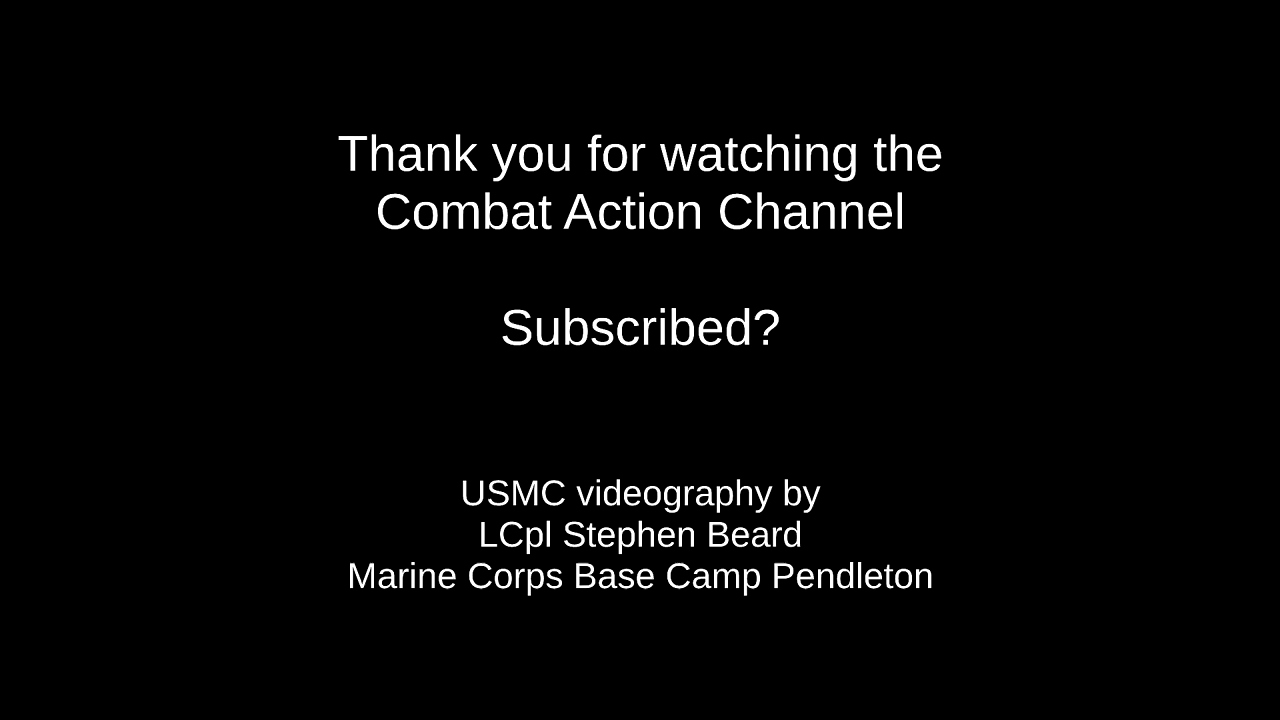 Thank you for watching the
Combat Action Channel
Subscribed?
USMC videography by
LCpl Stephen Beard
Marine Corps Base Camp Pendleton